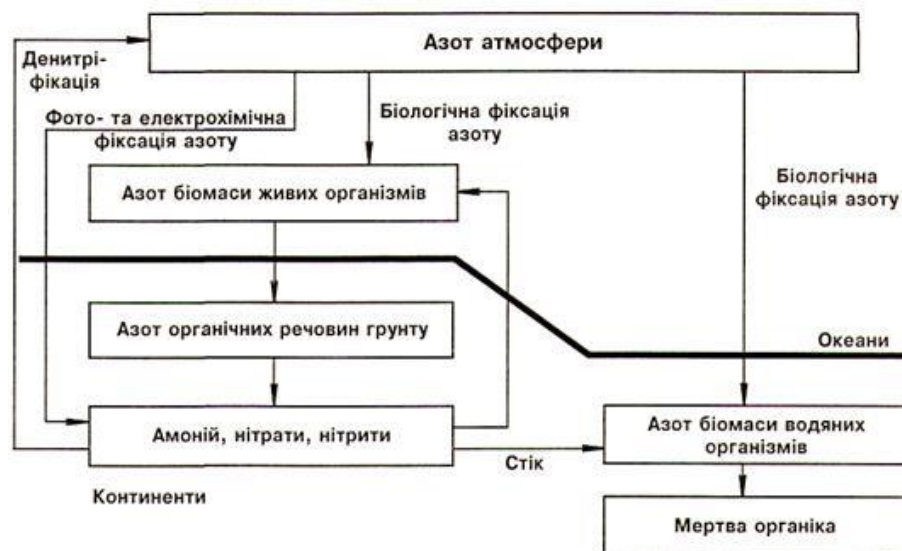 Азот атмосфери
Денитрі-
фікація
Фото- та електрохімічна
фіксація азоту
Біологічна фіксація
азоту
Біологічна
фіксація азоту
Азот біомаси живих організмів
Азот органічних речовин грунту
Океани
Амоній, нітрати, нітрити
Азот біомаси водяних
організмів
Стік
Континенти
Мертва органіка